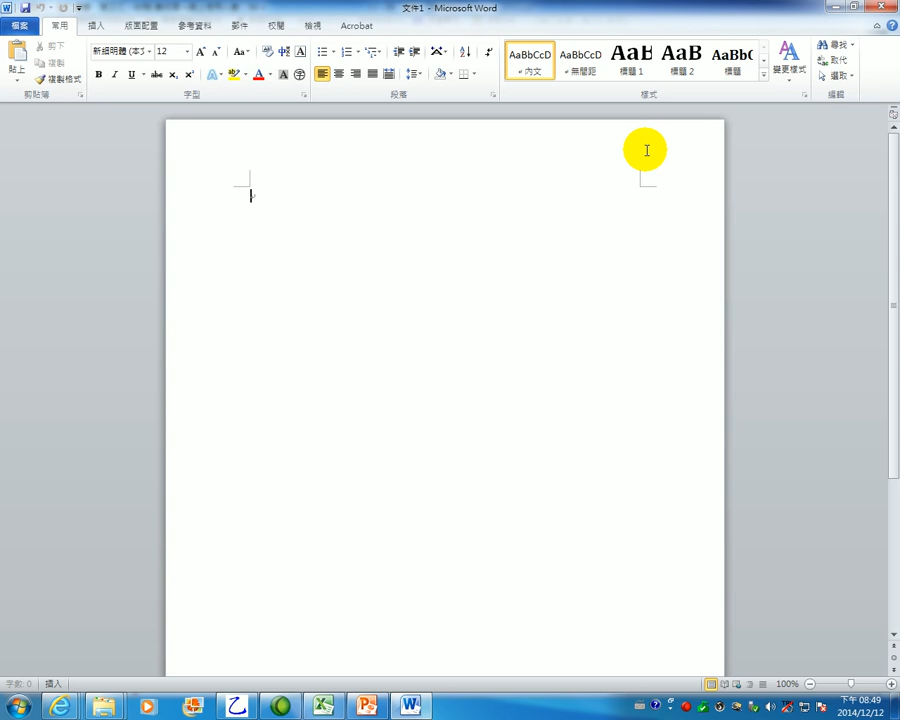 文件1 - Microsoft Word
檔案 常用 插入 版面配置 參考資料 郵件 校閱 檢視 Acrobat
貼上 剪下 複製 複製格式
新細明體 (本文 12
AaBbCcD AaBbCcD AaBbC AaB AaBbC
內文 無間距 標題 1 標題 2 標題
變更樣式
尋找 取代 選取
剪貼簿 字型 段落 樣式 編輯
字數: 0 插入 100%
下午 08:49
2014/12/12